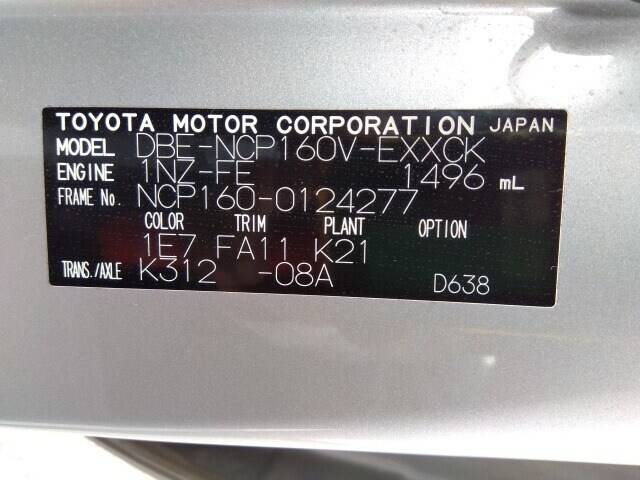 TOYOTA MOTOR CORPORATION JAPAN
MODEL DBE-NCP160V-EXXCK
ENGINE 1NZ-FE 1496 mL
FRAME No. NCP160-0124277
COLOR TRIM PLANT OPTION
1E7 FA11 K21
TRANS./AXLE K312 -08A D638